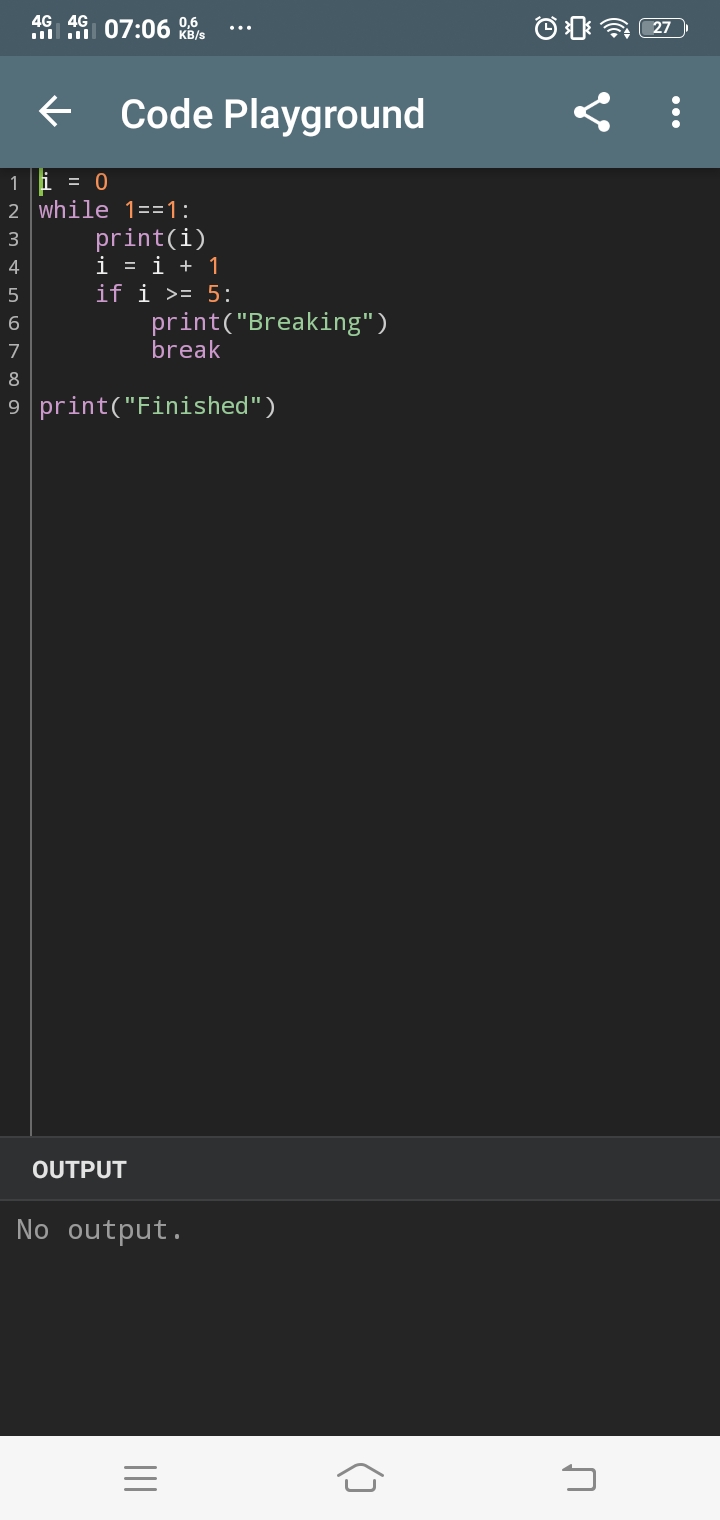 4G 4G 07:06 0,6 KB/s ... 27
Code Playground
1 i = 0
2 while 1==1:
3     print(i)
4     i = i + 1
5     if i >= 5:
6         print("Breaking")
7         break
8
9 print("Finished")
OUTPUT
No output.